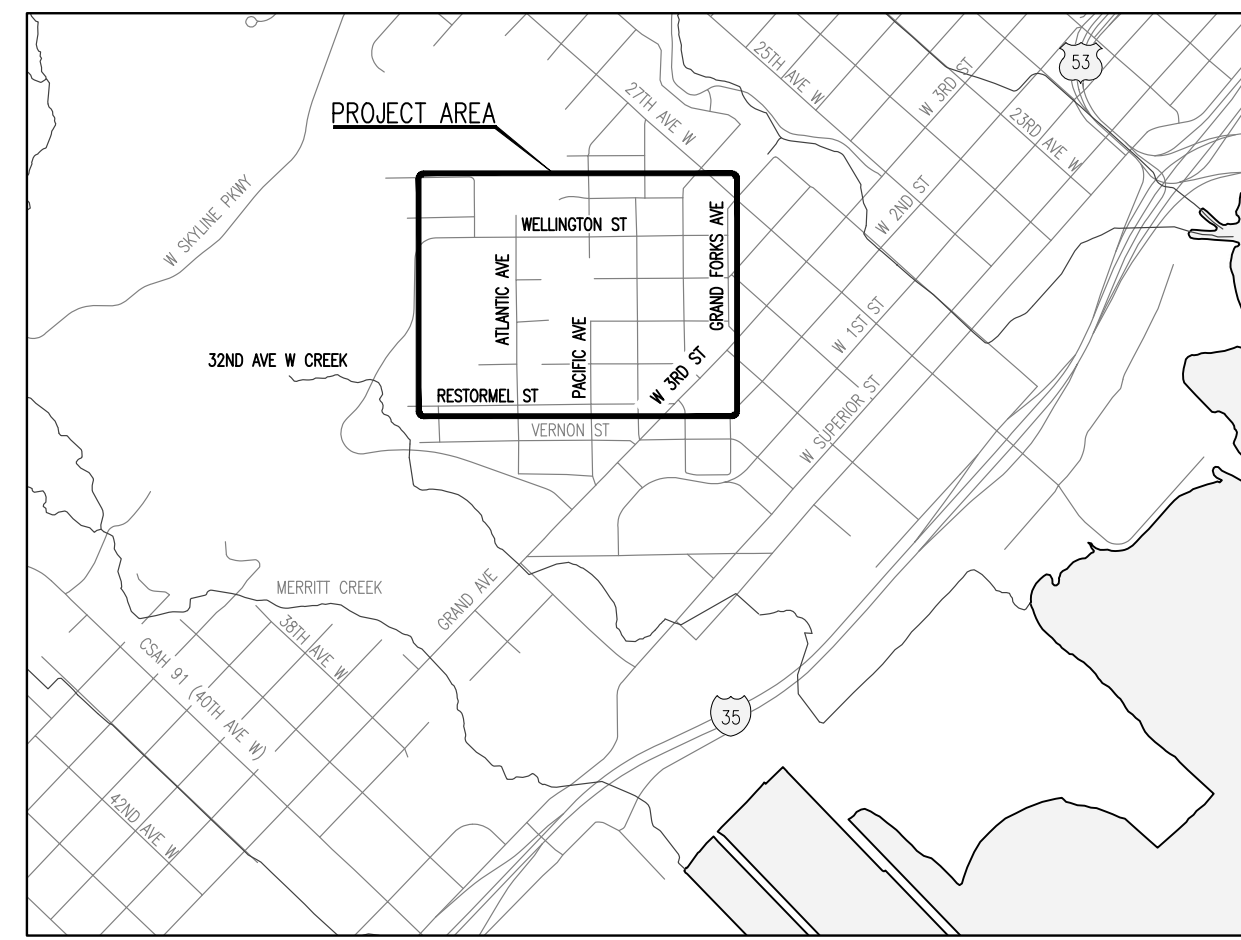 53
25TH AVE W
W 3RD ST
PROJECT AREA
27TH AVE W
23RD AVE W
W SKYLINE PKWY
W 2ND ST
WELLINGTON ST
GRAND FORKS AVE
ATLANTIC AVE
W 1ST ST
PACIFIC AVE
32ND AVE W CREEK
W 3RD ST
RESTORMEL ST
W SUPERIOR ST
VERNON ST
MERRITT CREEK
GRAND AVE
38TH AVE W
CSAH 91 (40TH AVE W)
35
42ND AVE W